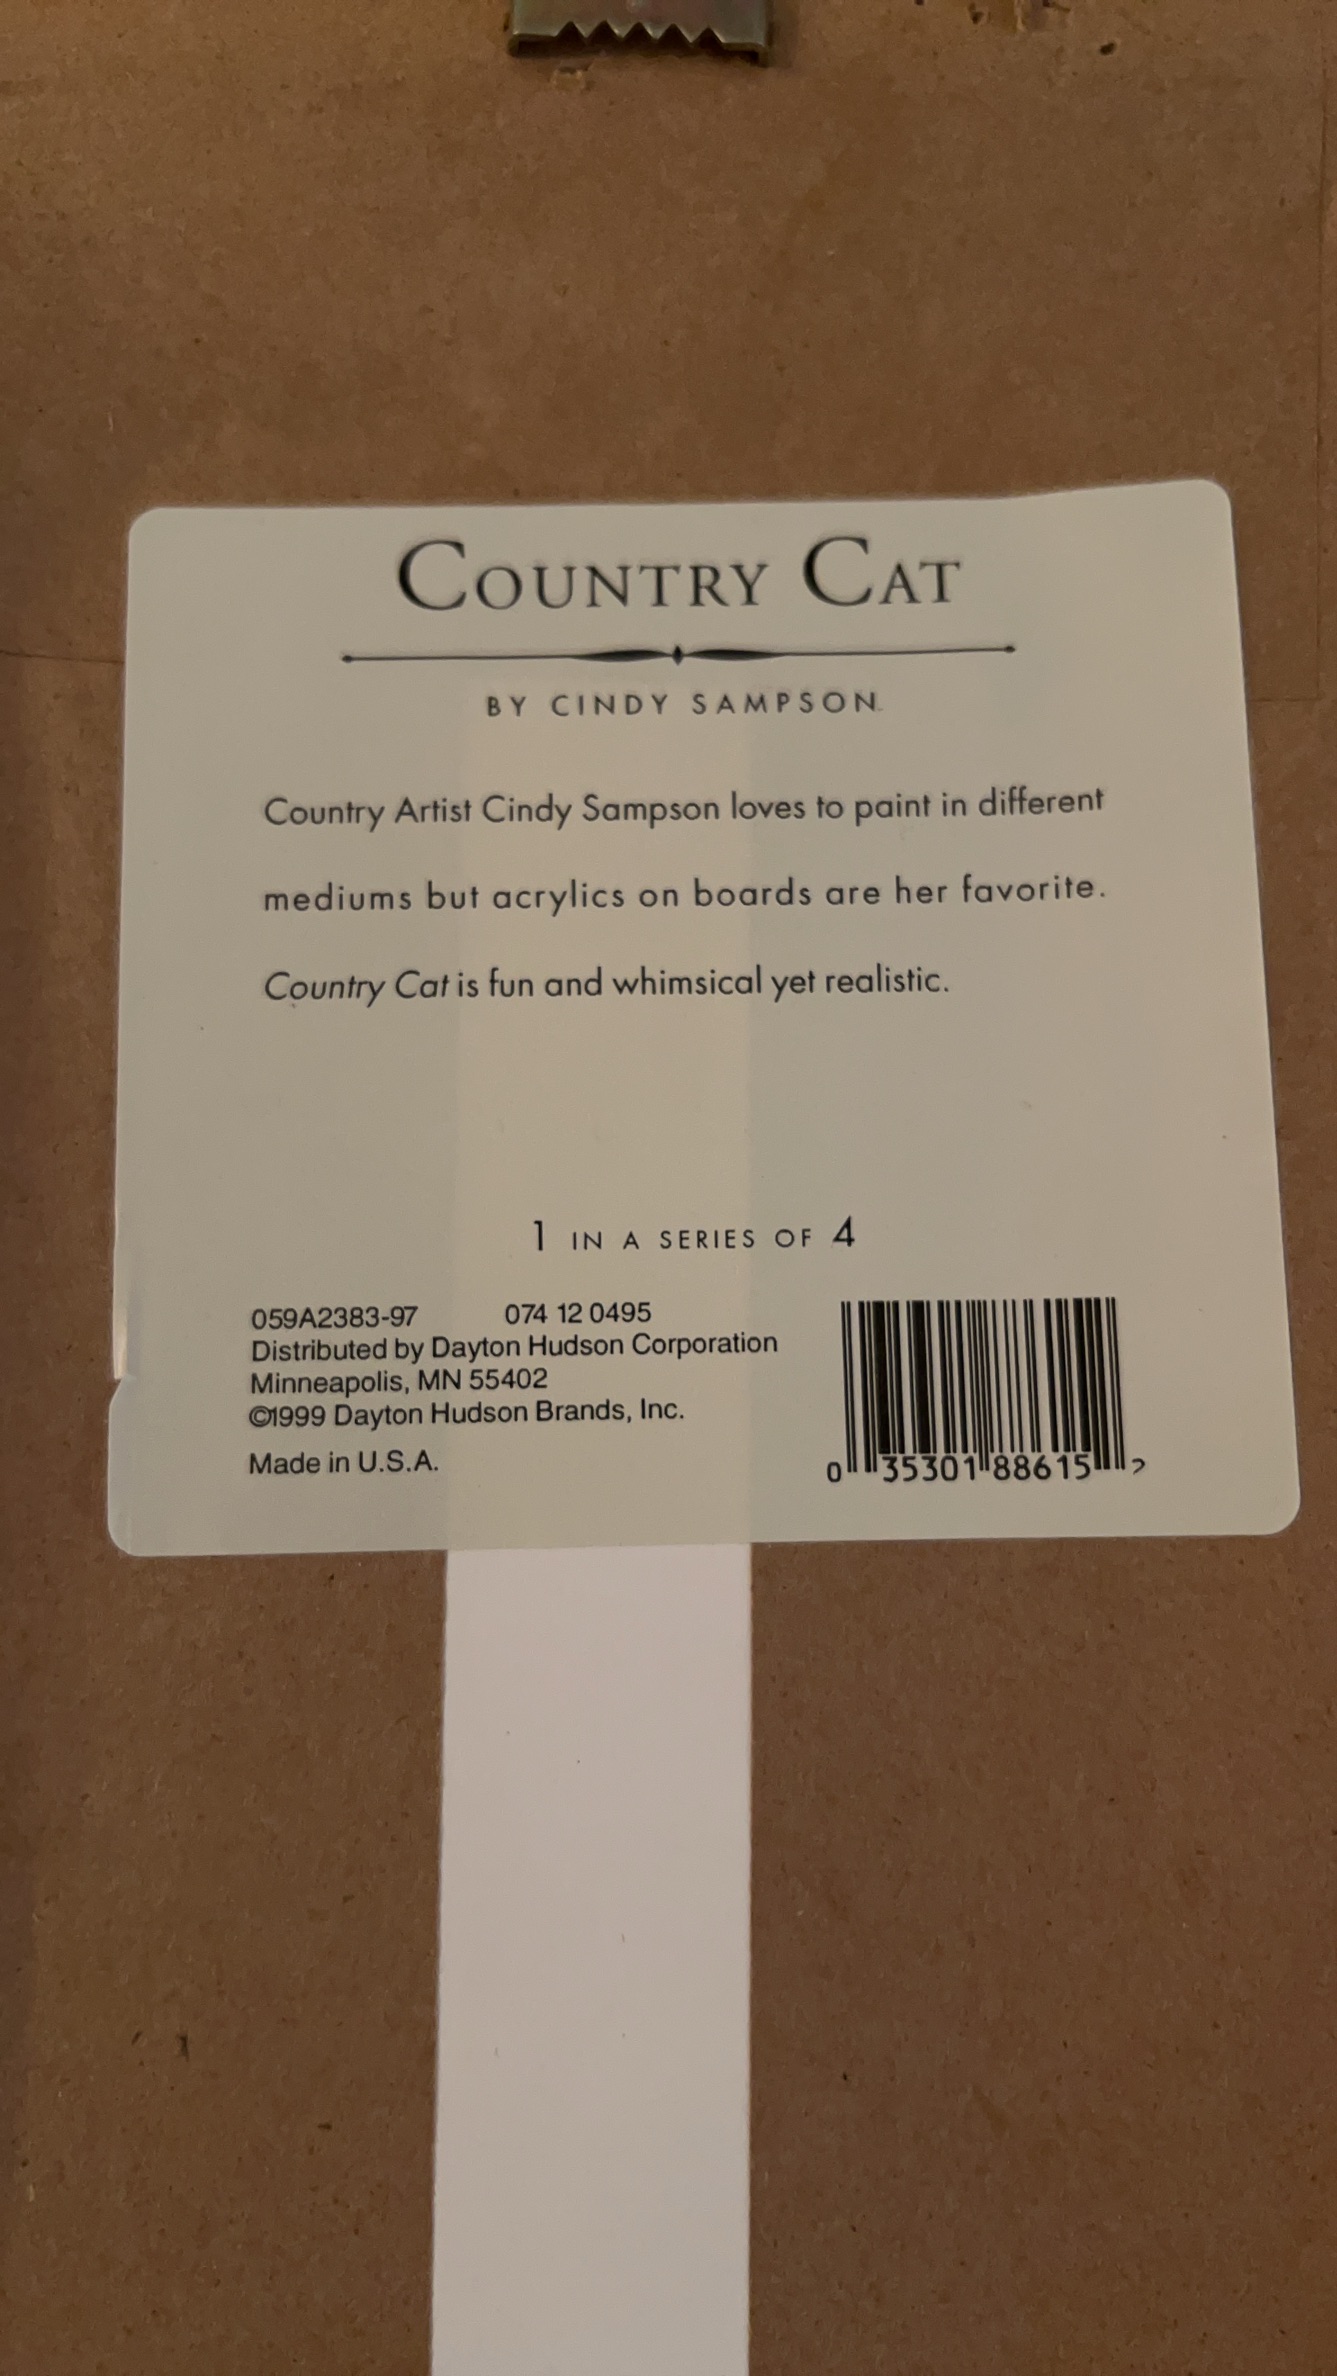 COUNTRY CAT
BY CINDY SAMPSON
Country Artist Cindy Sampson loves to paint in different
mediums but acrylics on boards are her favorite.
Country Cat is fun and whimsical yet realistic.
1 IN A SERIES OF 4
059A2383-97 074 12 0495
Distributed by Dayton Hudson Corporation
Minneapolis, MN 55402
©1999 Dayton Hudson Brands, Inc.
Made in U.S.A.
0 35301 88615 2